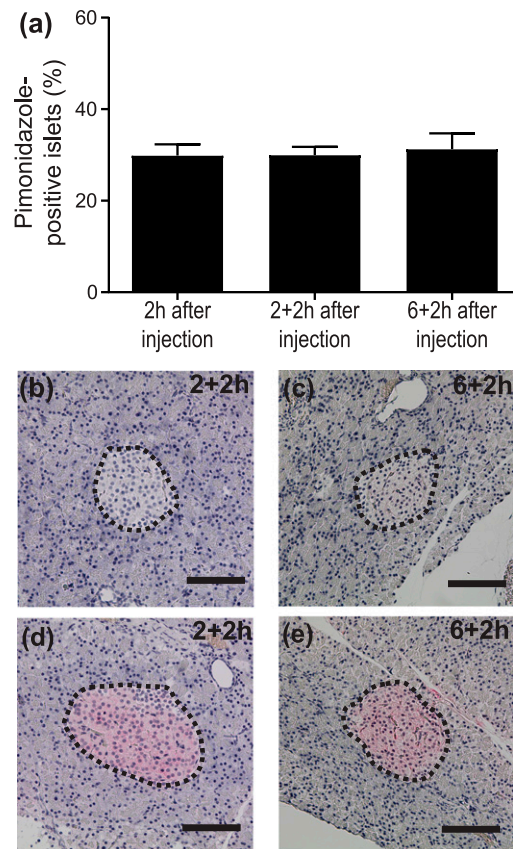 (a)
60
40
20
0
Pimonidazole-
positive islets (%)
2h after
injection
2+2h after
injection
6+2h after
injection
(b) 2+2h
(c) 6+2h
(d) 2+2h
(e) 6+2h